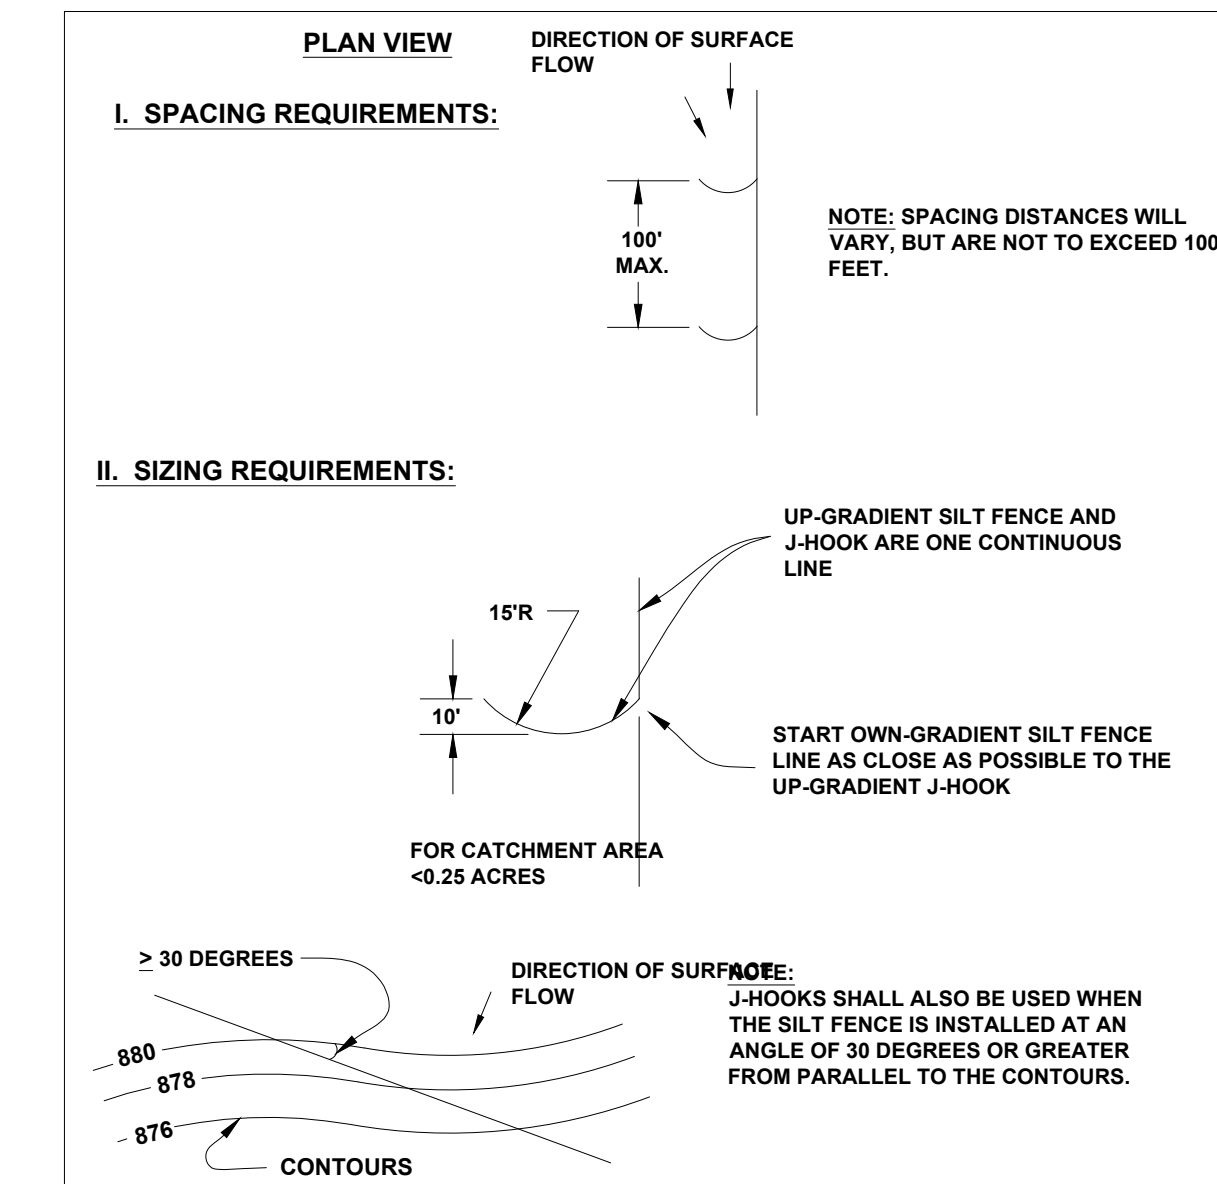 PLAN VIEW
DIRECTION OF SURFACE
FLOW
I. SPACING REQUIREMENTS:
100'
MAX.
NOTE: SPACING DISTANCES WILL
VARY, BUT ARE NOT TO EXCEED 100
FEET.
II. SIZING REQUIREMENTS:
UP-GRADIENT SILT FENCE AND
J-HOOK ARE ONE CONTINUOUS
LINE
15'R
10'
START OWN-GRADIENT SILT FENCE
LINE AS CLOSE AS POSSIBLE TO THE
UP-GRADIENT J-HOOK
FOR CATCHMENT AREA
<0.25 ACRES
> 30 DEGREES
DIRECTION OF SURFACE
FLOW
NOTE:
J-HOOKS SHALL ALSO BE USED WHEN
THE SILT FENCE IS INSTALLED AT AN
ANGLE OF 30 DEGREES OR GREATER
FROM PARALLEL TO THE CONTOURS.
880
878
876
CONTOURS